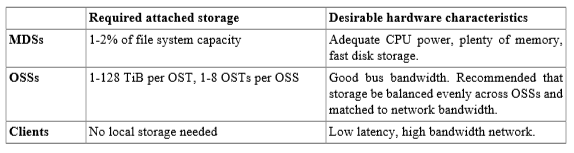 Required attached storage Desirable hardware characteristics
MDSs 1-2% of file system capacity Adequate CPU power, plenty of memory,
fast disk storage.
OSSs 1-128 TiB per OST, 1-8 OSTs per OSS Good bus bandwidth. Recommended that
storage be balanced evenly across OSSs and
matched to network bandwidth.
Clients No local storage needed Low latency, high bandwidth network.